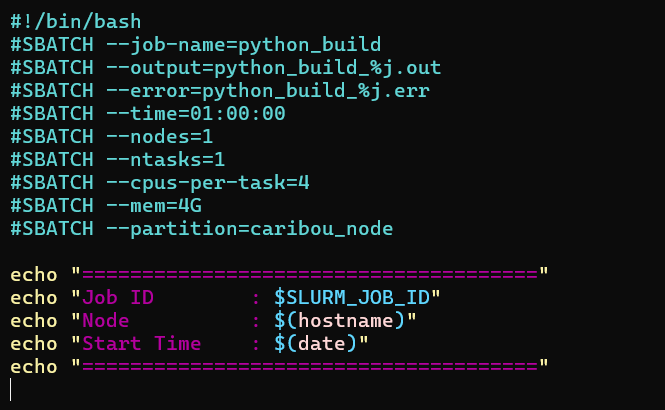 #!/bin/bash
#SBATCH --job-name=python_build
#SBATCH --output=python_build_%j.out
#SBATCH --error=python_build_%j.err
#SBATCH --time=01:00:00
#SBATCH --nodes=1
#SBATCH --ntasks=1
#SBATCH --cpus-per-task=4
#SBATCH --mem=4G
#SBATCH --partition=caribou_node

echo "======================================"
echo "Job ID        : $SLURM_JOB_ID"
echo "Node          : $(hostname)"
echo "Start Time    : $(date)"
echo "======================================"